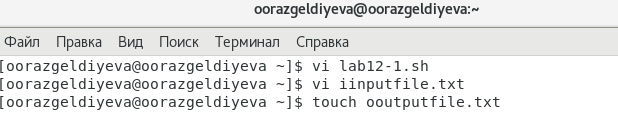 oorazgeldiyeva@oorazgeldiyeva:~
Файл Правка Вид Поиск Терминал Справка
[oorazgeldiyeva@oorazgeldiyeva ~]$ vi lab12-1.sh
[oorazgeldiyeva@oorazgeldiyeva ~]$ vi iinputfile.txt
[oorazgeldiyeva@oorazgeldiyeva ~]$ touch ooutputfile.txt